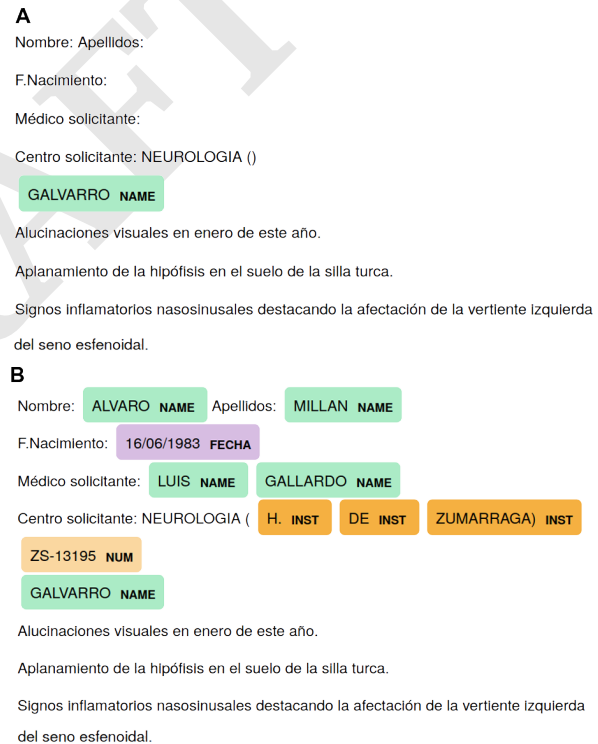 A
Nombre: Apellidos:
F.Nacimiento:
Médico solicitante:
Centro solicitante: NEUROLOGIA ()
GALVARRO NAME
Alucinaciones visuales en enero de este año.
Aplanamiento de la hipófisis en el suelo de la silla turca.
Signos inflamatorios nasosinusales destacando la afectación de la vertiente izquierda
del seno esfenoidal.
B
Nombre: ALVARO NAME Apellidos: MILLAN NAME
F.Nacimiento: 16/06/1983 FECHA
Médico solicitante: LUIS NAME GALLARDO NAME
Centro solicitante: NEUROLOGIA ( H. INST DE INST ZUMARRAGA) INST
ZS-13195 NUM
GALVARRO NAME
Alucinaciones visuales en enero de este año.
Aplanamiento de la hipófisis en el suelo de la silla turca.
Signos inflamatorios nasosinusales destacando la afectación de la vertiente izquierda
del seno esfenoidal.